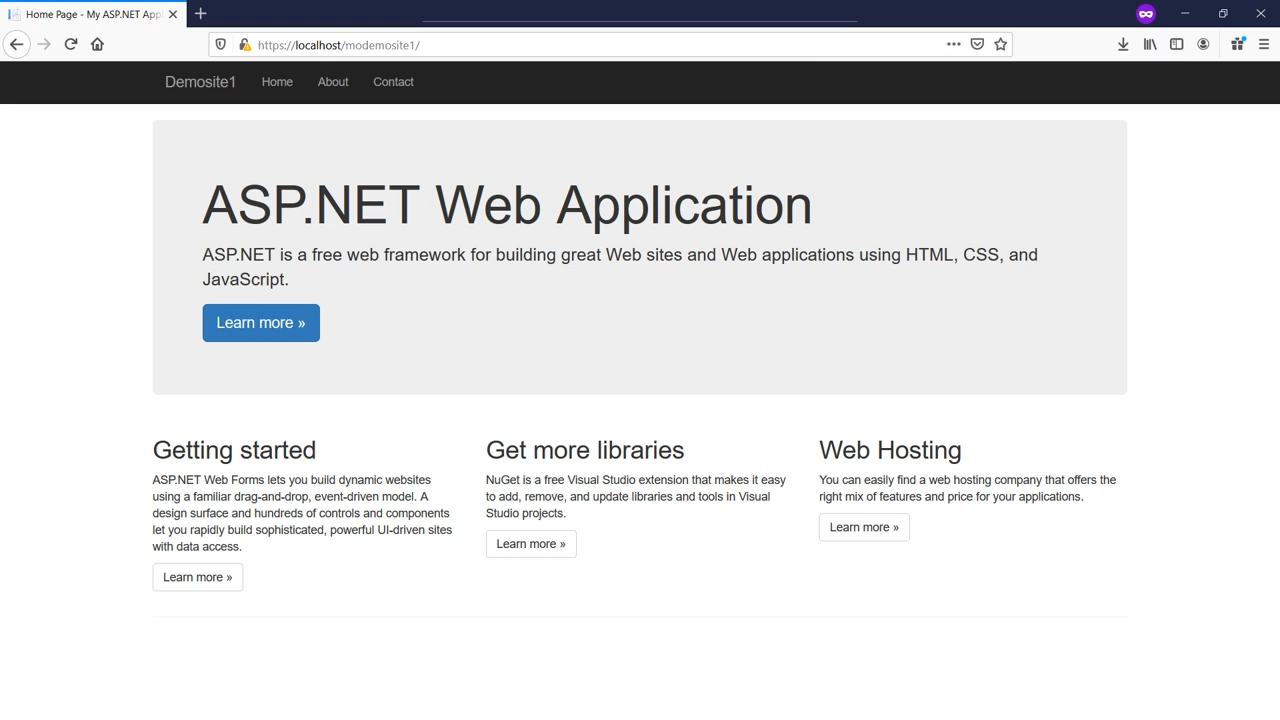 Home Page - My ASP.NET Appl
https://localhost/modemosite1/
Demosite1 Home About Contact
ASP.NET Web Application
ASP.NET is a free web framework for building great Web sites and Web applications using HTML, CSS, and
JavaScript.
Learn more »
Getting started
ASP.NET Web Forms lets you build dynamic websites
using a familiar drag-and-drop, event-driven model. A
design surface and hundreds of controls and components
let you rapidly build sophisticated, powerful UI-driven sites
with data access.
Learn more »
Get more libraries
NuGet is a free Visual Studio extension that makes it easy
to add, remove, and update libraries and tools in Visual
Studio projects.
Learn more »
Web Hosting
You can easily find a web hosting company that offers the
right mix of features and price for your applications.
Learn more »